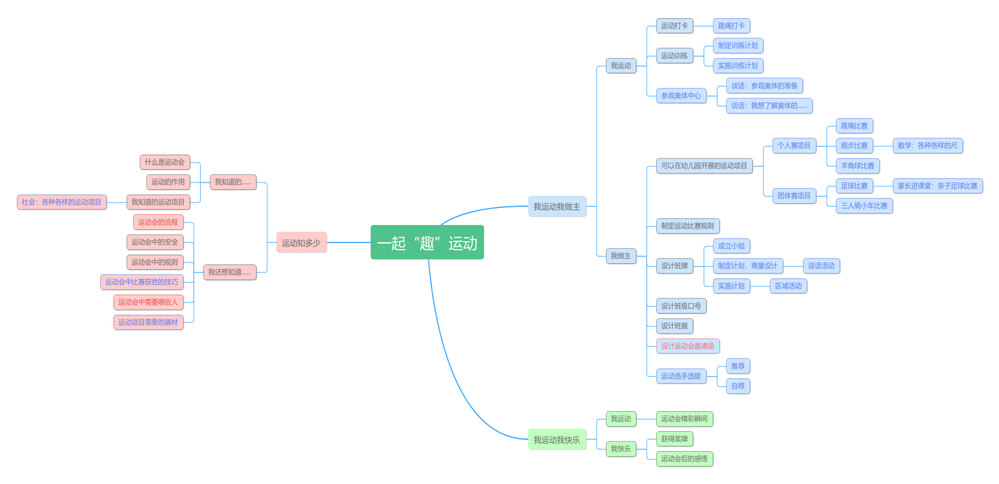 一起“趣”运动
运动知多少
我知道的......
什么是运动会
运动的作用
我知道的运动项目
社会：各种各样的运动项目
我还想知道......
运动会的流程
运动会中的安全
运动会中的规则
运动会中比赛获胜的技巧
运动会中需要哪些人
运动项目需要的器材
我运动我做主
我运动
运动打卡
跳绳打卡
运动训练
制定训练计划
实施训练计划
参观奥体中心
谈话：参观奥体的准备
谈话：我想了解奥体的......
我做主
可以在幼儿园开展的运动项目
个人赛项目
跳绳比赛
跑步比赛
数学：各种各样的尺
羊角球比赛
团体赛项目
足球比赛
家长进课堂：亲子足球比赛
三人骑小车比赛
制定运动比赛规则
设计班牌
成立小组
制定计划，商量设计
谈话活动
实施计划
区域活动
设计班级口号
设计班服
设计运动会邀请函
运动选手选拔
推荐
自荐
我运动我快乐
我运动
运动会精彩瞬间
我快乐
获得奖牌
运动会后的感悟